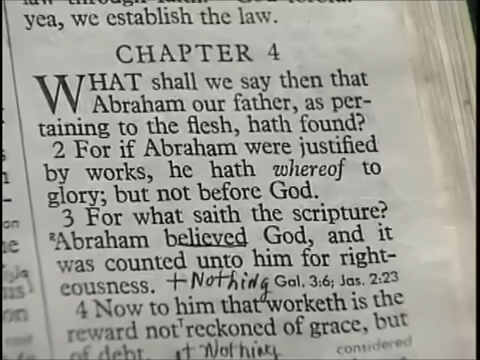 yea, we establish the law.
CHAPTER 4
WHAT shall we say then that
Abraham our father, as per-
taining to the flesh, hath found?
2 For if Abraham were justified
by works, he hath whereof to
glory; but not before God.
3 For what saith the scripture?
²Abraham believed God, and it
was counted unto him for right-
eousness. + Nothing Gal. 3:6; Jas. 2:23
4 Now to him that worketh is the
reward not reckoned of grace, but
of debt. + Nothing considered